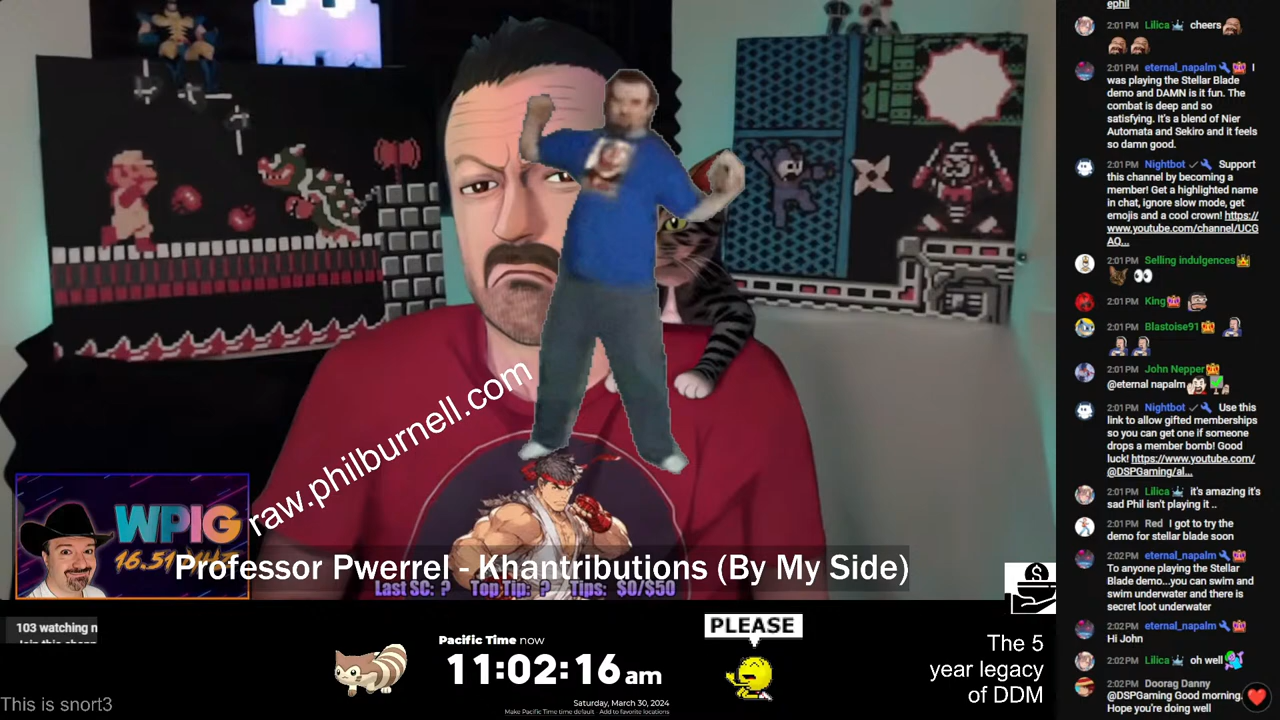 raw.philburnell.com
WPIG
Professor Pwerrel - Khantributions (By My Side)
Last SC: ? Top Tip: ? Tips: $0/$50
103 watching n
Pacific Time now
11:02:16 am
Saturday, March 30, 2024
Make Pacific Time time default · Add to favorite locations
PLEASE
The 5
year legacy
of DDM
This is snort3
ephil
2:01 PM Lilica cheers
2:01 PM eternal_napalm I
was playing the Stellar Blade
demo and DAMN is it fun. The
combat is deep and so
satisfying. It's a blend of Nier
Automata and Sekiro and it feels
so damn good.
2:01 PM Nightbot Support
this channel by becoming a
member! Get a highlighted name
in chat, ignore slow mode, get
emojis and a cool crown! https://
www.youtube.com/channel/UCG
AO...
2:01 PM Selling indulgences
2:01 PM King
2:01 PM Blastoise91
2:01 PM John Nepper
@eternal napalm
2:01 PM Nightbot Use this
link to allow gifted memberships
so you can get one if someone
drops a member bomb! Good
luck! https://www.youtube.com/
@DSPGaming/al...
2:01 PM Lilica it's amazing it's
sad Phil isn't playing it ..
2:01 PM Red I got to try the
demo for stellar blade soon
2:02 PM eternal_napalm
To anyone playing the Stellar
Blade demo...you can swim and
swim underwater and there is
secret loot underwater
2:02 PM eternal_napalm
Hi John
2:02 PM Lilica oh well
2:02 PM Doorag Danny
@DSPGaming Good morning.
Hope you're doing well